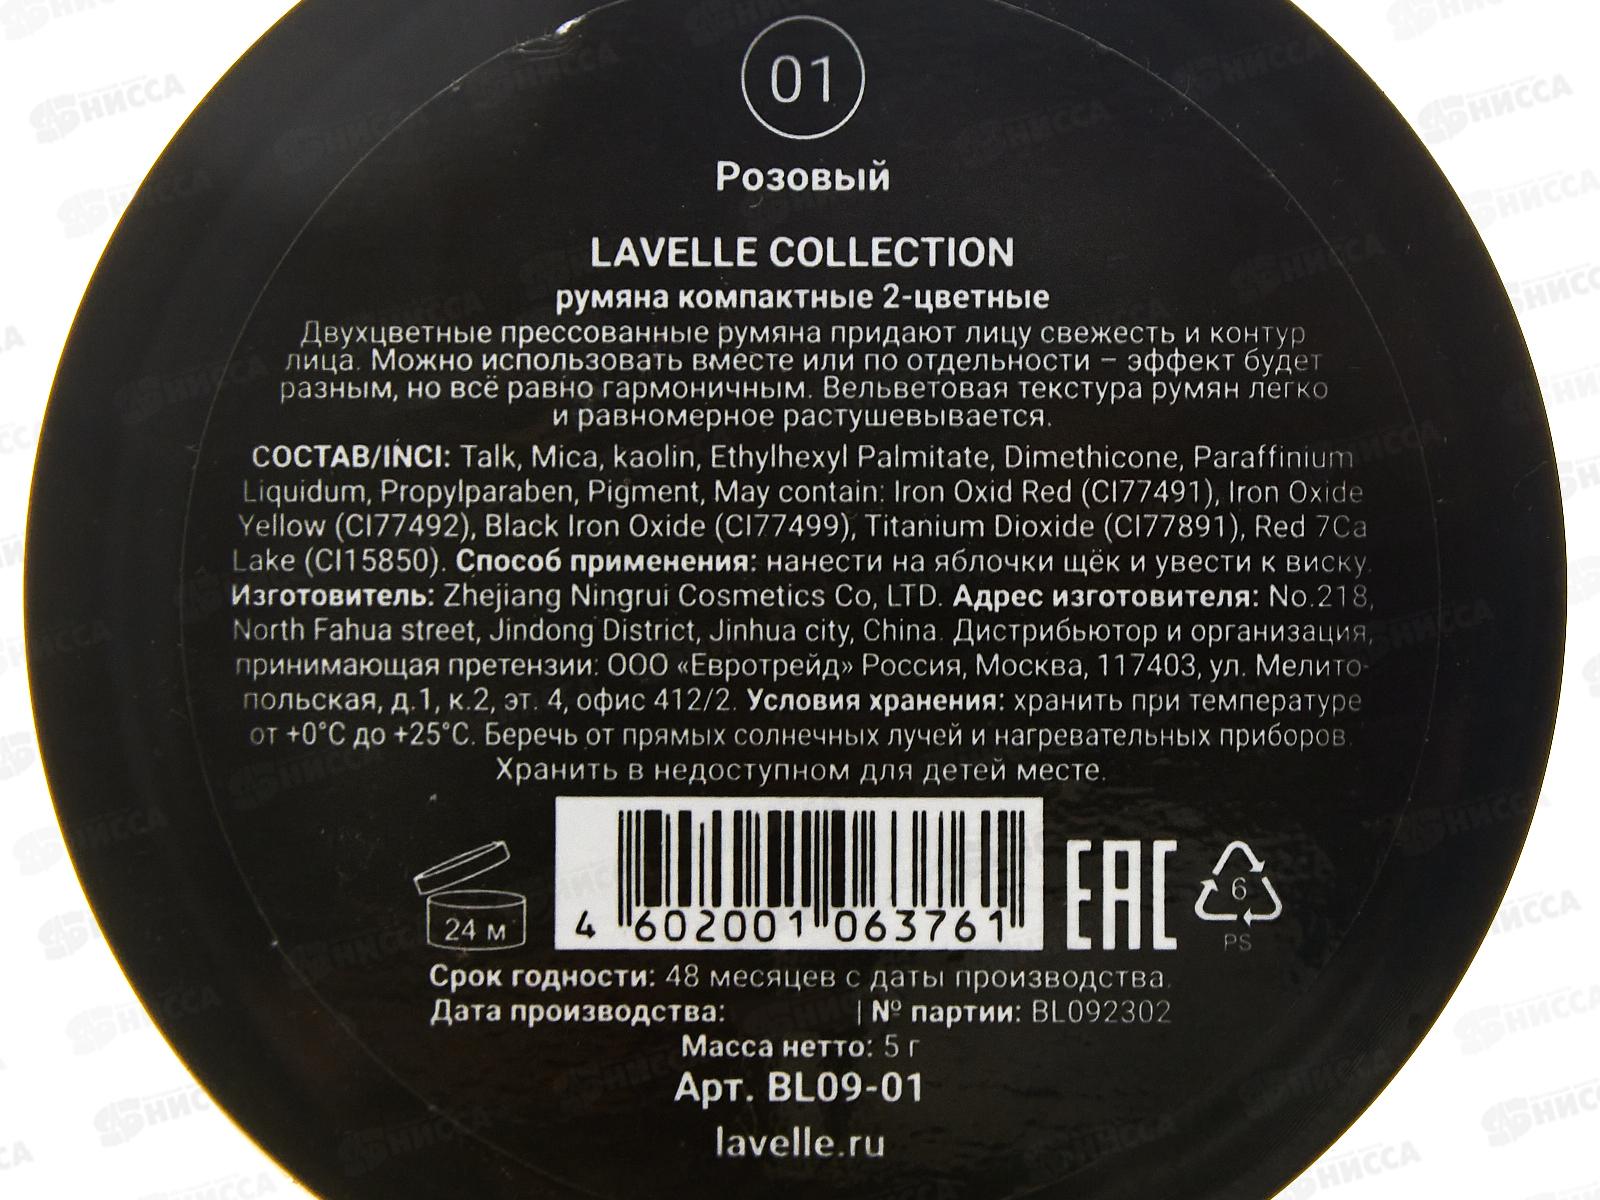 01
Розовый
LAVELLE COLLECTION
румяна компактные 2-цветные
Двухцветные прессованные румяна придают лицу свежесть и контур
лица. Можно использовать вместе или по отдельности – эффект будет
разным, но всё равно гармоничным. Вельветовая текстура румян легко
и равномерное растушевывается.
СОСТАВ/INCI: Talk, Mica, kaolin, Ethylhexyl Palmitate, Dimethicone, Paraffinium
Liquidum, Propylparaben, Pigment, May contain: Iron Oxid Red (CI77491), Iron Oxide
Yellow (CI77492), Black Iron Oxide (CI77499), Titanium Dioxide (CI77891), Red 7Ca
Lake (CI15850). Способ применения: нанести на яблочки щёк и увести к виску.
Изготовитель: Zhejiang Ningrui Cosmetics Co, LTD. Адрес изготовителя: No.218,
North Fahua street, Jindong District, Jinhua city, China. Дистрибьютор и организация,
принимающая претензии: ООО «Евротрейд» Россия, Москва, 117403, ул. Мелито-
польская, д.1, к.2, эт. 4, офис 412/2. Условия хранения: хранить при температуре
от +0°С до +25°С. Беречь от прямых солнечных лучей и нагревательных приборов.
Хранить в недоступном для детей месте.
24 м
4 602001 063761
EAC
6
PS
Срок годности: 48 месяцев с даты производства.
Дата производства: | № партии: BL092302
Масса нетто: 5 г
Арт. BL09-01
lavelle.ru
НИССА